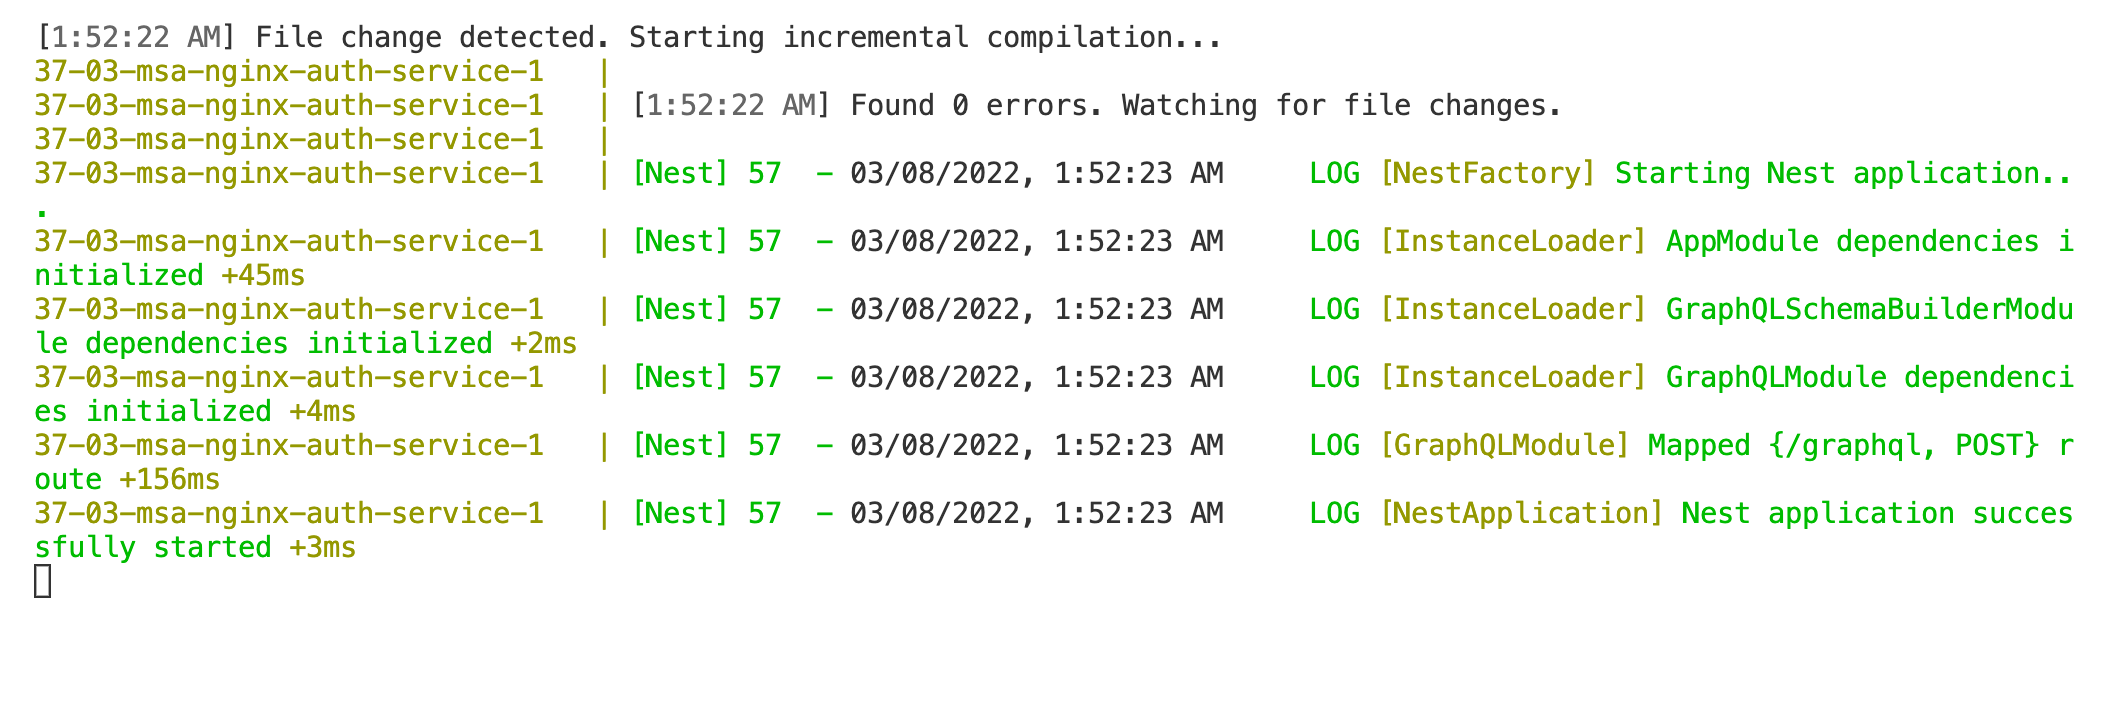 [1:52:22 AM] File change detected. Starting incremental compilation...
37-03-msa-nginx-auth-service-1   |
37-03-msa-nginx-auth-service-1   | [1:52:22 AM] Found 0 errors. Watching for file changes.
37-03-msa-nginx-auth-service-1   |
37-03-msa-nginx-auth-service-1   | [Nest] 57  - 03/08/2022, 1:52:23 AM     LOG [NestFactory] Starting Nest application..
.
37-03-msa-nginx-auth-service-1   | [Nest] 57  - 03/08/2022, 1:52:23 AM     LOG [InstanceLoader] AppModule dependencies i
nitialized +45ms
37-03-msa-nginx-auth-service-1   | [Nest] 57  - 03/08/2022, 1:52:23 AM     LOG [InstanceLoader] GraphQLSchemaBuilderModu
le dependencies initialized +2ms
37-03-msa-nginx-auth-service-1   | [Nest] 57  - 03/08/2022, 1:52:23 AM     LOG [InstanceLoader] GraphQLModule dependenci
es initialized +4ms
37-03-msa-nginx-auth-service-1   | [Nest] 57  - 03/08/2022, 1:52:23 AM     LOG [GraphQLModule] Mapped {/graphql, POST} r
oute +156ms
37-03-msa-nginx-auth-service-1   | [Nest] 57  - 03/08/2022, 1:52:23 AM     LOG [NestApplication] Nest application succes
sfully started +3ms